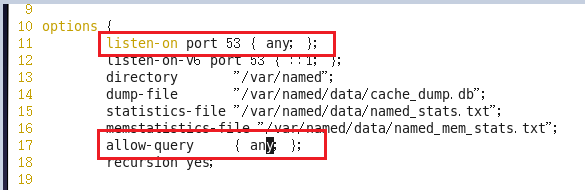 9
10 options {
11 listen-on port 53 { any; };
12 listen-on-v6 port 53 { ::1; };
13 directory "/var/named";
14 dump-file "/var/named/data/cache_dump.db";
15 statistics-file "/var/named/data/named_stats.txt";
16 memstatistics-file "/var/named/data/named_mem_stats.txt";
17 allow-query { any; };
18 recursion yes;
19